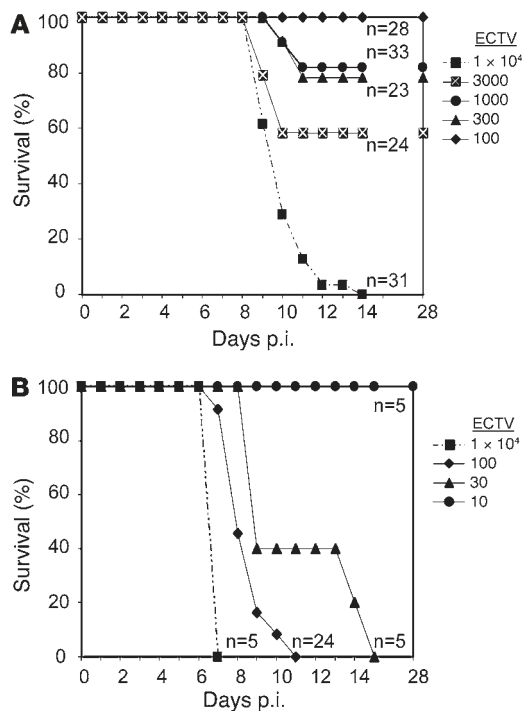 A
100
80
60
40
20
0
Survival (%)
0 2 4 6 8 10 12 14 28
Days p.i.
n=28
n=33
n=23
n=24
n=31
ECTV
1 × 10⁴
3000
1000
300
100
B
100
80
60
40
20
0
Survival (%)
0 2 4 6 8 10 12 14 28
Days p.i.
n=5
n=5
n=24
n=5
ECTV
1 × 10⁴
100
30
10